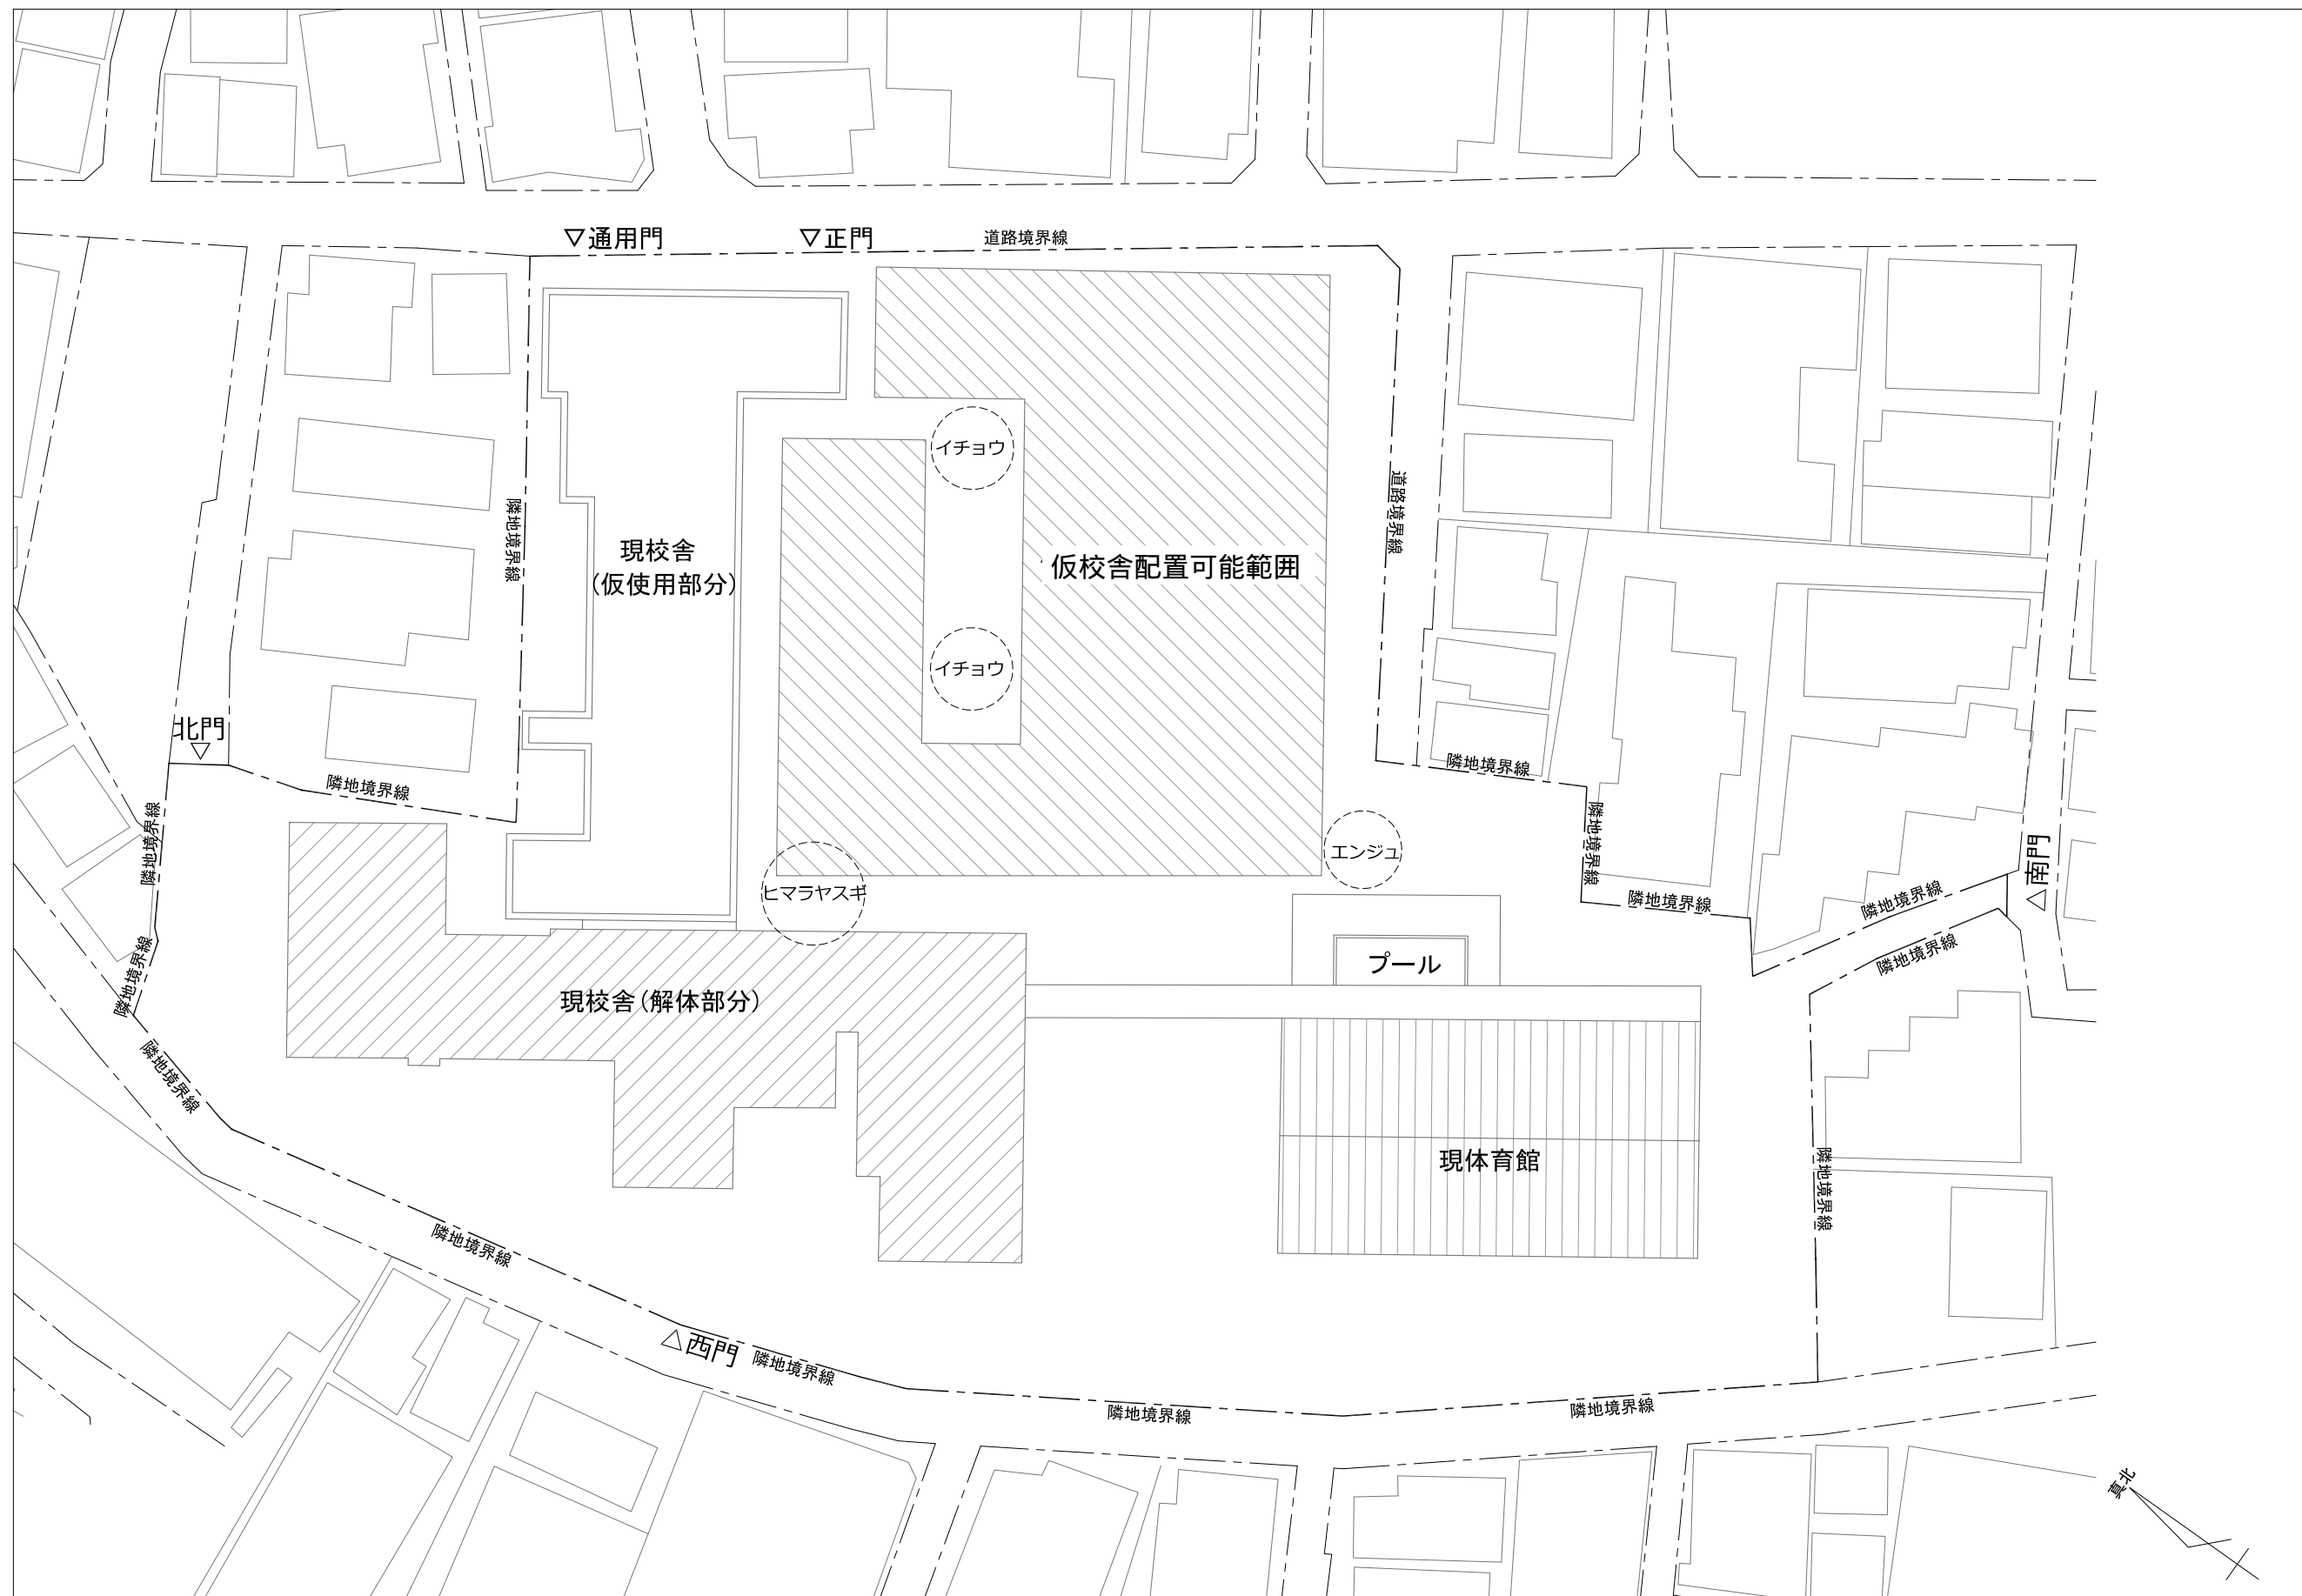 ▽通用門
▽正門
道路境界線
イチョウ
道路境界線
隣地境界線
現校舎
（仮使用部分）
仮校舎配置可能範囲
イチョウ
北門
▽
隣地境界線
隣地境界線
隣地境界線
隣地境界線
エンジュ
ヒマラヤスギ
隣地境界線
隣地境界線
△南門
隣地境界線
隣地境界線
プール
現校舎（解体部分）
隣地境界線
隣地境界線
現体育館
隣地境界線
隣地境界線
△西門
隣地境界線
隣地境界線
隣地境界線
真北